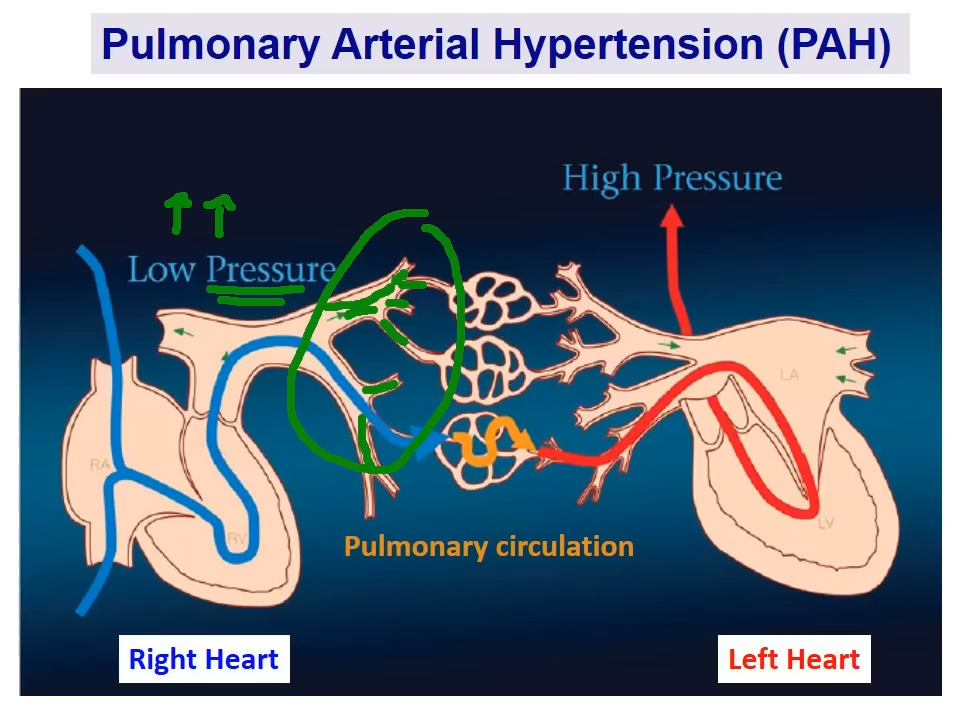 Pulmonary Arterial Hypertension (PAH)
High Pressure
Low Pressure
LA
RA
LV
RV
Pulmonary circulation
Right Heart
Left Heart